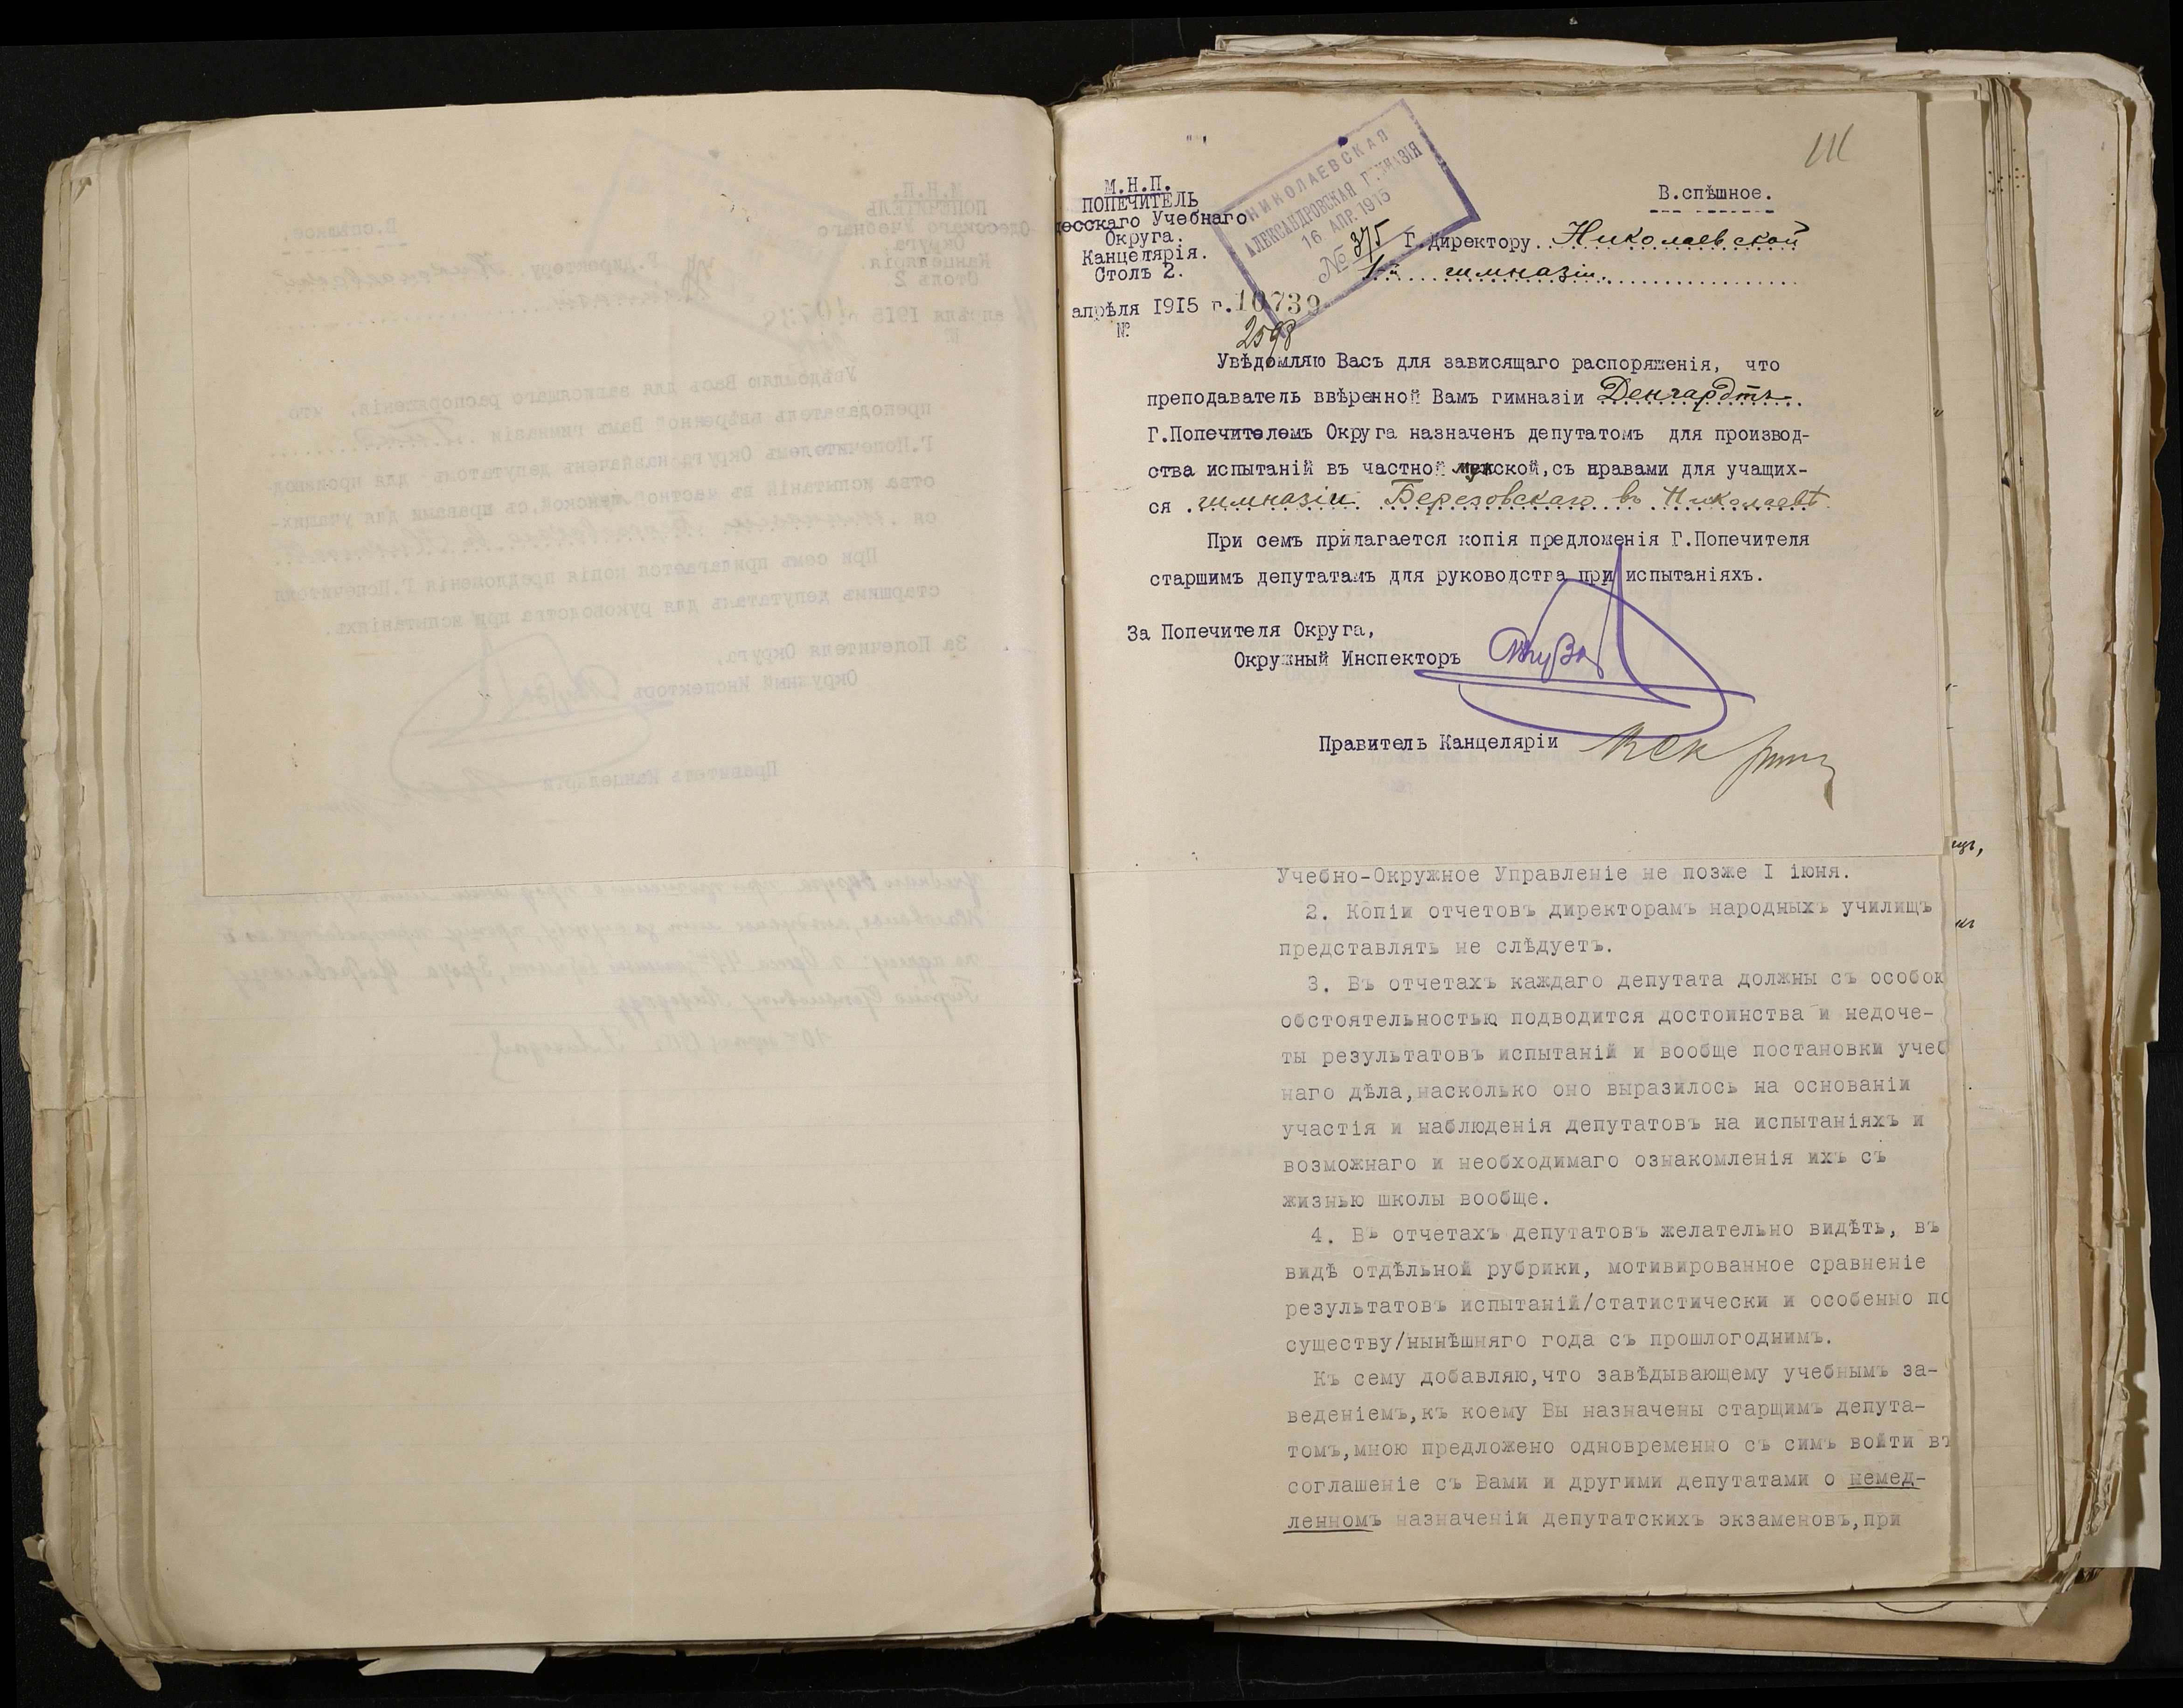 111
М.Н.П.
ПОПЕЧИТЕЛЬ
десскаго Учебнаго
Округа.
Канцелярія.
Столъ 2.
апрѣля 1915 г. 10739
№
2598
НИКОЛАЕВСКАЯ
АЛЕКСАНДРОВСКАЯ ГИМНАЗІЯ
16 АПР. 1915
№ 375
В.спѣшное.
Г.Директору Николаевской
1-й гимназіи.
Увѣдомляю Васъ для зависящаго распоряженія, что
преподаватель ввѣренной Вамъ гимназіи Денгардтъ
Г.Попечителемъ Округа назначенъ депутатомъ для производ-
ства испытаній въ частной мужской,съ правами для учащих-
ся гимназіи Березовскаго въ Николаевѣ
При семъ прилагается копія предложенія Г.Попечителя
старшимъ депутатамъ для руководства при испытаніяхъ.
За Попечителя Округа,
Окружный Инспекторъ
Правитель Канцеляріи
Учебно-Окружное Управленіе не позже I іюня.
2. Копіи отчетовъ директорамъ народныхъ училищъ
представлять не слѣдуетъ.
3. Въ отчетахъ каждаго депутата должны съ особок
обстоятельностью подводится достоинства и недоче-
ты результатовъ испытаній и вообще постановки учеб
наго дѣла,насколько оно выразилось на основаніи
участія и наблюденія депутатовъ на испытаніяхъ и
возможнаго и необходимаго ознакомленія ихъ съ
жизнью школы вообще.
4. Въ отчетахъ депутатовъ желательно видѣть, въ
видѣ отдѣльной рубрики, мотивированное сравненіе
результатовъ испытаній/статистически и особенно по
существу/нынѣшняго года съ прошлогоднимъ.
Къ сему добавляю,что завѣдывающему учебнымъ за-
веденіемъ,къ коему Вы назначены старщимъ депута-
томъ,мною предложено одновременно съ симъ войти въ
соглашеніе съ Вами и другими депутатами о немед-
ленномъ назначеніи депутатскихъ экзаменовъ,при